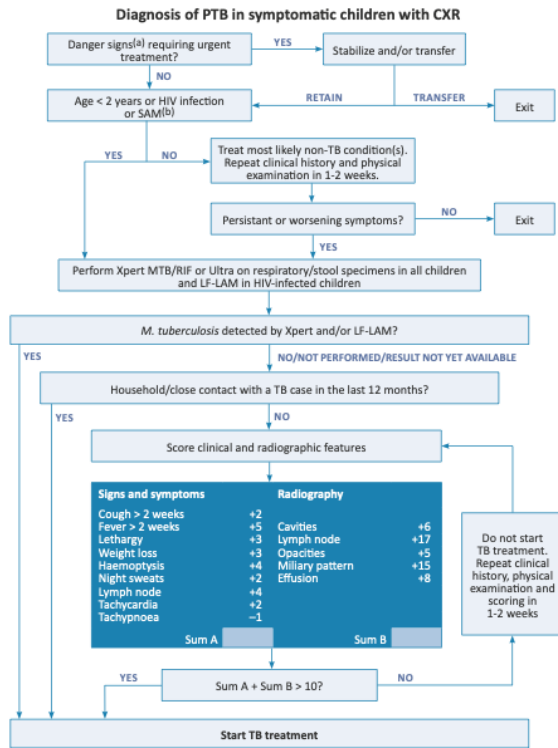 Diagnosis of PTB in symptomatic children with CXR
Danger signs(a) requiring urgent
treatment?
YES
Stabilize and/or transfer
NO
RETAIN
TRANSFER
Age < 2 years or HIV infection
or SAM(b)
Exit
YES
NO
Treat most likely non-TB condition(s).
Repeat clinical history and physical
examination in 1-2 weeks.
Persistant or worsening symptoms?
NO
Exit
YES
Perform Xpert MTB/RIF or Ultra on respiratory/stool specimens in all children
and LF-LAM in HIV-infected children
M. tuberculosis detected by Xpert and/or LF-LAM?
YES
NO/NOT PERFORMED/RESULT NOT YET AVAILABLE
Household/close contact with a TB case in the last 12 months?
YES
NO
Score clinical and radiographic features
Signs and symptoms
Cough > 2 weeks +2
Fever > 2 weeks +5
Lethargy +3
Weight loss +3
Haemoptysis +4
Night sweats +2
Lymph node +4
Tachycardia +2
Tachypnoea –1
Sum A
Radiography
Cavities +6
Lymph node +17
Opacities +5
Miliary pattern +15
Effusion +8
Sum B
Do not start
TB treatment.
Repeat clinical
history, physical
examination and
scoring in
1-2 weeks
YES
Sum A + Sum B > 10?
NO
Start TB treatment